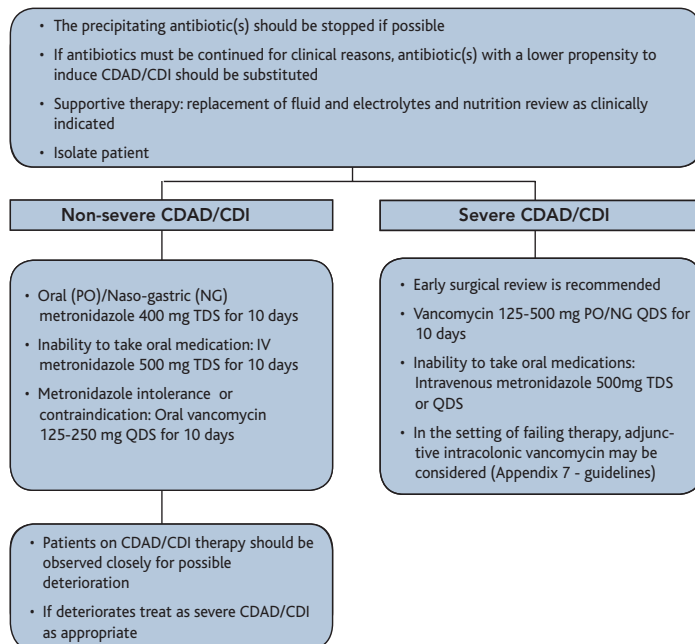 • The precipitating antibiotic(s) should be stopped if possible
• If antibiotics must be continued for clinical reasons, antibiotic(s) with a lower propensity to
induce CDAD/CDI should be substituted
• Supportive therapy: replacement of fluid and electrolytes and nutrition review as clinically
indicated
• Isolate patient
Non-severe CDAD/CDI
• Oral (PO)/Naso-gastric (NG)
metronidazole 400 mg TDS for 10 days
• Inability to take oral medication: IV
metronidazole 500 mg TDS for 10 days
• Metronidazole intolerance or
contraindication: Oral vancomycin
125-250 mg QDS for 10 days
• Patients on CDAD/CDI therapy should be
observed closely for possible
deterioration
• If deteriorates treat as severe CDAD/CDI
as appropriate
Severe CDAD/CDI
• Early surgical review is recommended
• Vancomycin 125-500 mg PO/NG QDS for
10 days
• Inability to take oral medications:
Intravenous metronidazole 500mg TDS
or QDS
• In the setting of failing therapy, adjunc-
tive intracolonic vancomycin may be
considered (Appendix 7 - guidelines)